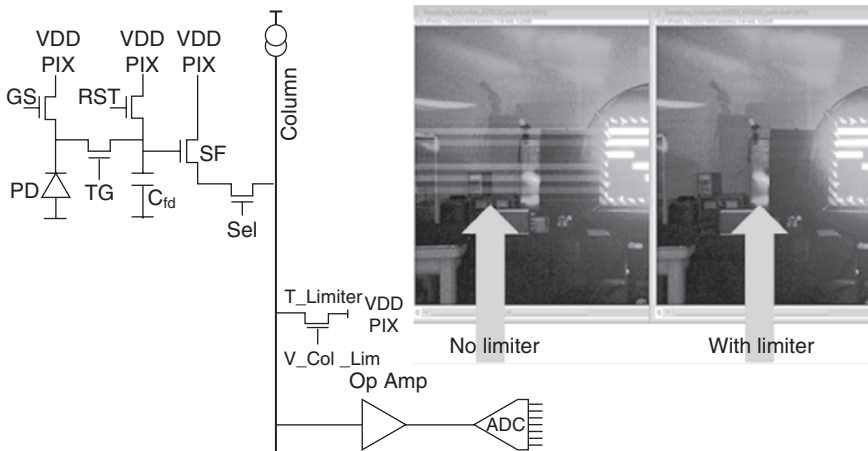 VDD VDD VDD
PIX PIX PIX
GS
RST
SF
PD
TG
Cfd
Sel
Column
T_Limiter
VDD
PIX
V_Col _Lim
Op Amp
ADC
No limiter
With limiter